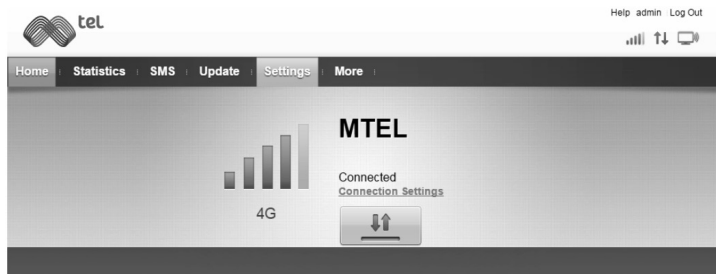 tel
Help admin Log Out
Home Statistics SMS Update Settings More
MTEL
Connected
Connection Settings
4G